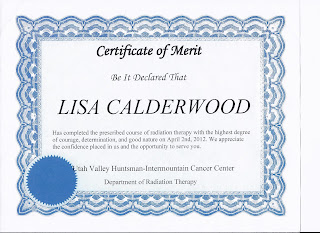 Certificate of Merit
Be It Declared That
LISA CALDERWOOD
Has completed the prescribed course of radiation therapy with the highest degree
of courage, determination, and good nature on April 2nd, 2012. We appreciate
the confidence placed in us and the opportunity to serve you.
Utah Valley Huntsman-Intermountain Cancer Center
Department of Radiation Therapy